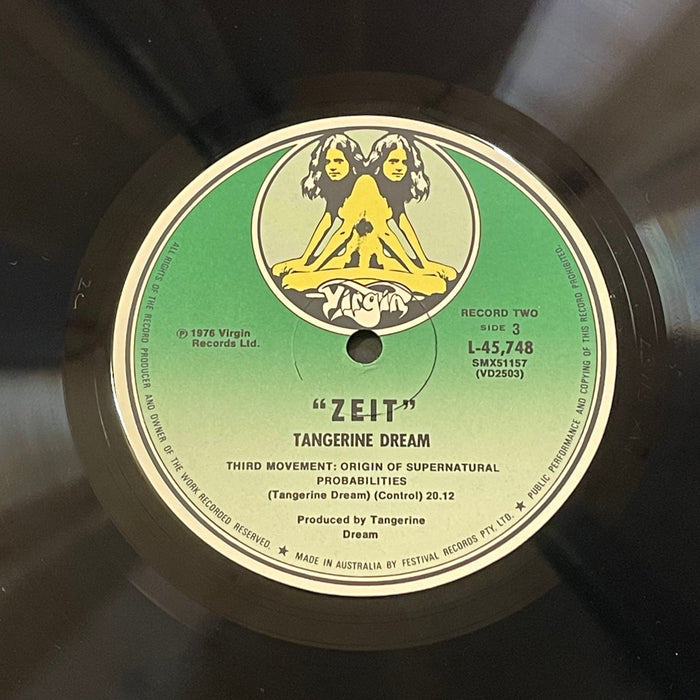 Virgin
℗ 1976 Virgin
Records Ltd.
RECORD TWO
SIDE 3
L-45,748
SMX51157
(VD2503)
"ZEIT"
TANGERINE DREAM
THIRD MOVEMENT: ORIGIN OF SUPERNATURAL
PROBABILITIES
(Tangerine Dream) (Control) 20.12
Produced by Tangerine
Dream
ALL RIGHTS OF THE RECORD PRODUCER AND OWNER OF THE WORK RECORDED RESERVED. ★ MADE IN AUSTRALIA BY FESTIVAL RECORDS PTY. LTD. ★ PUBLIC PERFORMANCE AND COPYING OF THIS RECORD PROHIBITED.